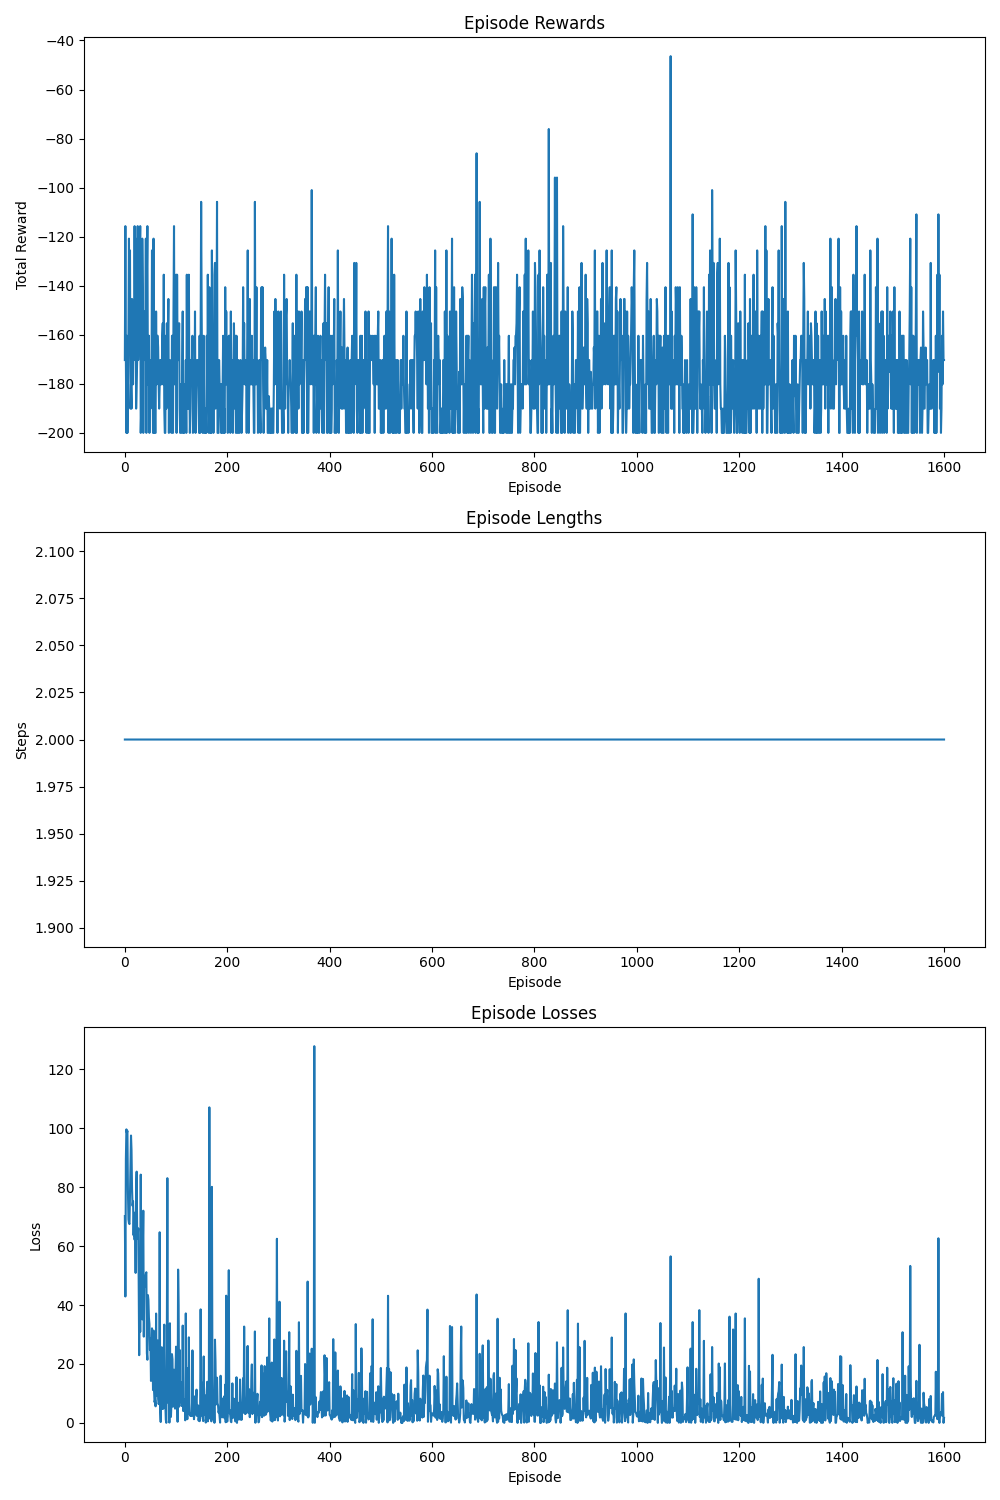 Episode Rewards
−40
−60
−80
−100
−120
−140
−160
−180
−200
Total Reward
0 200 400 600 800 1000 1200 1400 1600
Episode
Episode Lengths
2.100
2.075
2.050
2.025
2.000
1.975
1.950
1.925
1.900
Steps
0 200 400 600 800 1000 1200 1400 1600
Episode
Episode Losses
120
100
80
60
40
20
0
Loss
0 200 400 600 800 1000 1200 1400 1600
Episode